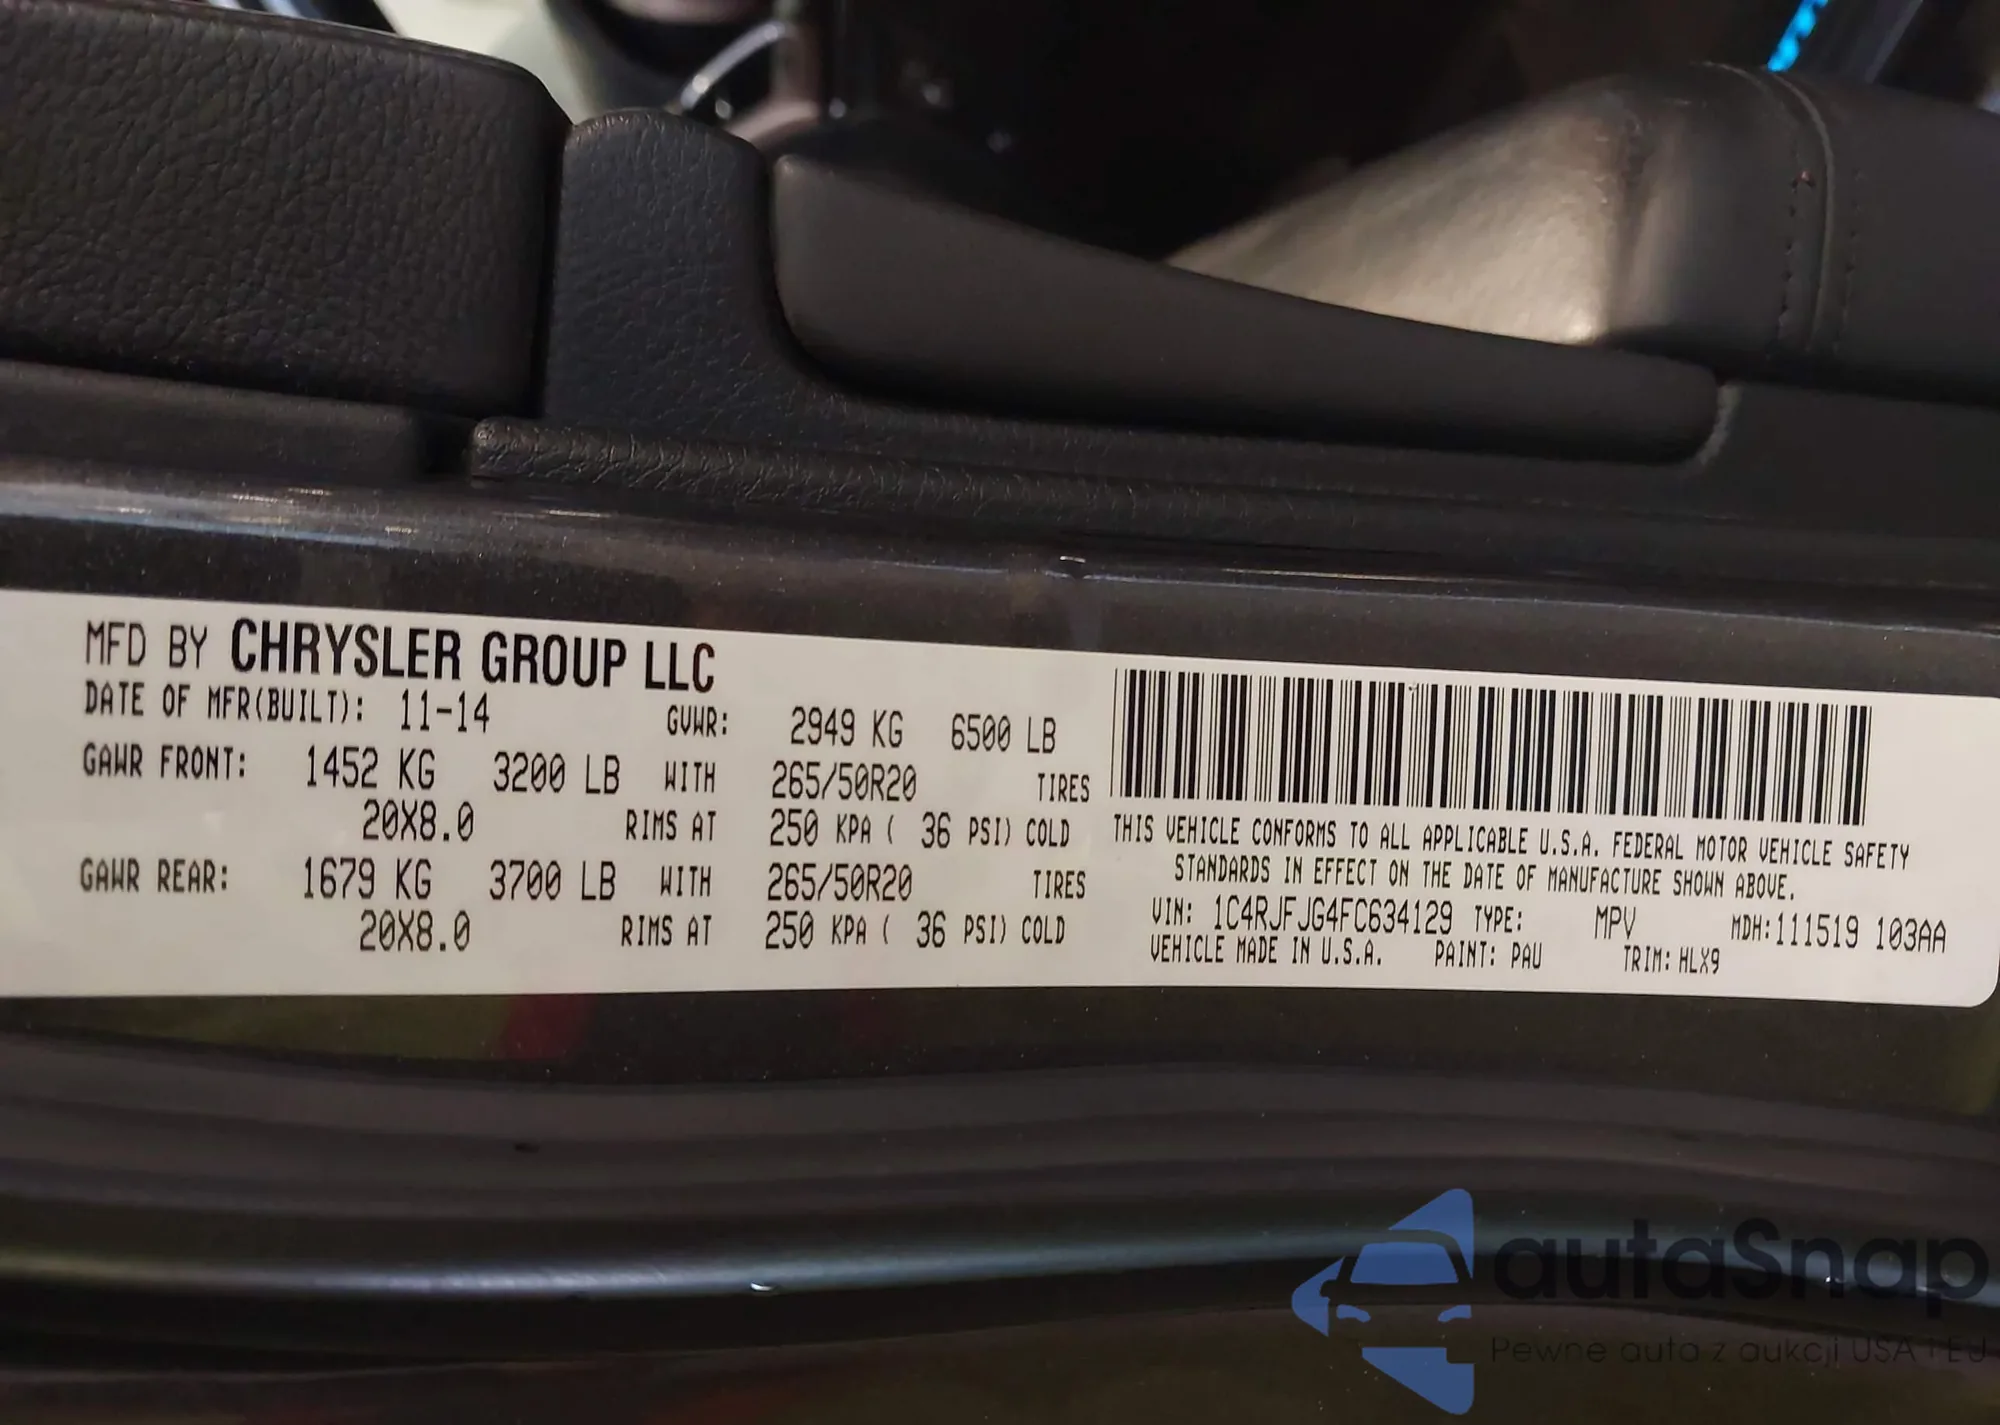 MFD BY CHRYSLER GROUP LLC
DATE OF MFR(BUILT): 11-14 GVWR: 2949 KG 6500 LB
GAWR FRONT: 1452 KG 3200 LB WITH 265/50R20 TIRES
20X8.0 RIMS AT 250 KPA ( 36 PSI) COLD
GAWR REAR: 1679 KG 3700 LB WITH 265/50R20 TIRES
20X8.0 RIMS AT 250 KPA ( 36 PSI) COLD
THIS VEHICLE CONFORMS TO ALL APPLICABLE U.S.A. FEDERAL MOTOR VEHICLE SAFETY
STANDARDS IN EFFECT ON THE DATE OF MANUFACTURE SHOWN ABOVE.
VIN: 1C4RJFJG4FC634129 TYPE: MPV MDH:111519 103AA
VEHICLE MADE IN U.S.A. PAINT: PAU TRIM: HLX9
autaSnap
Pewne auta z aukcji USA i EU